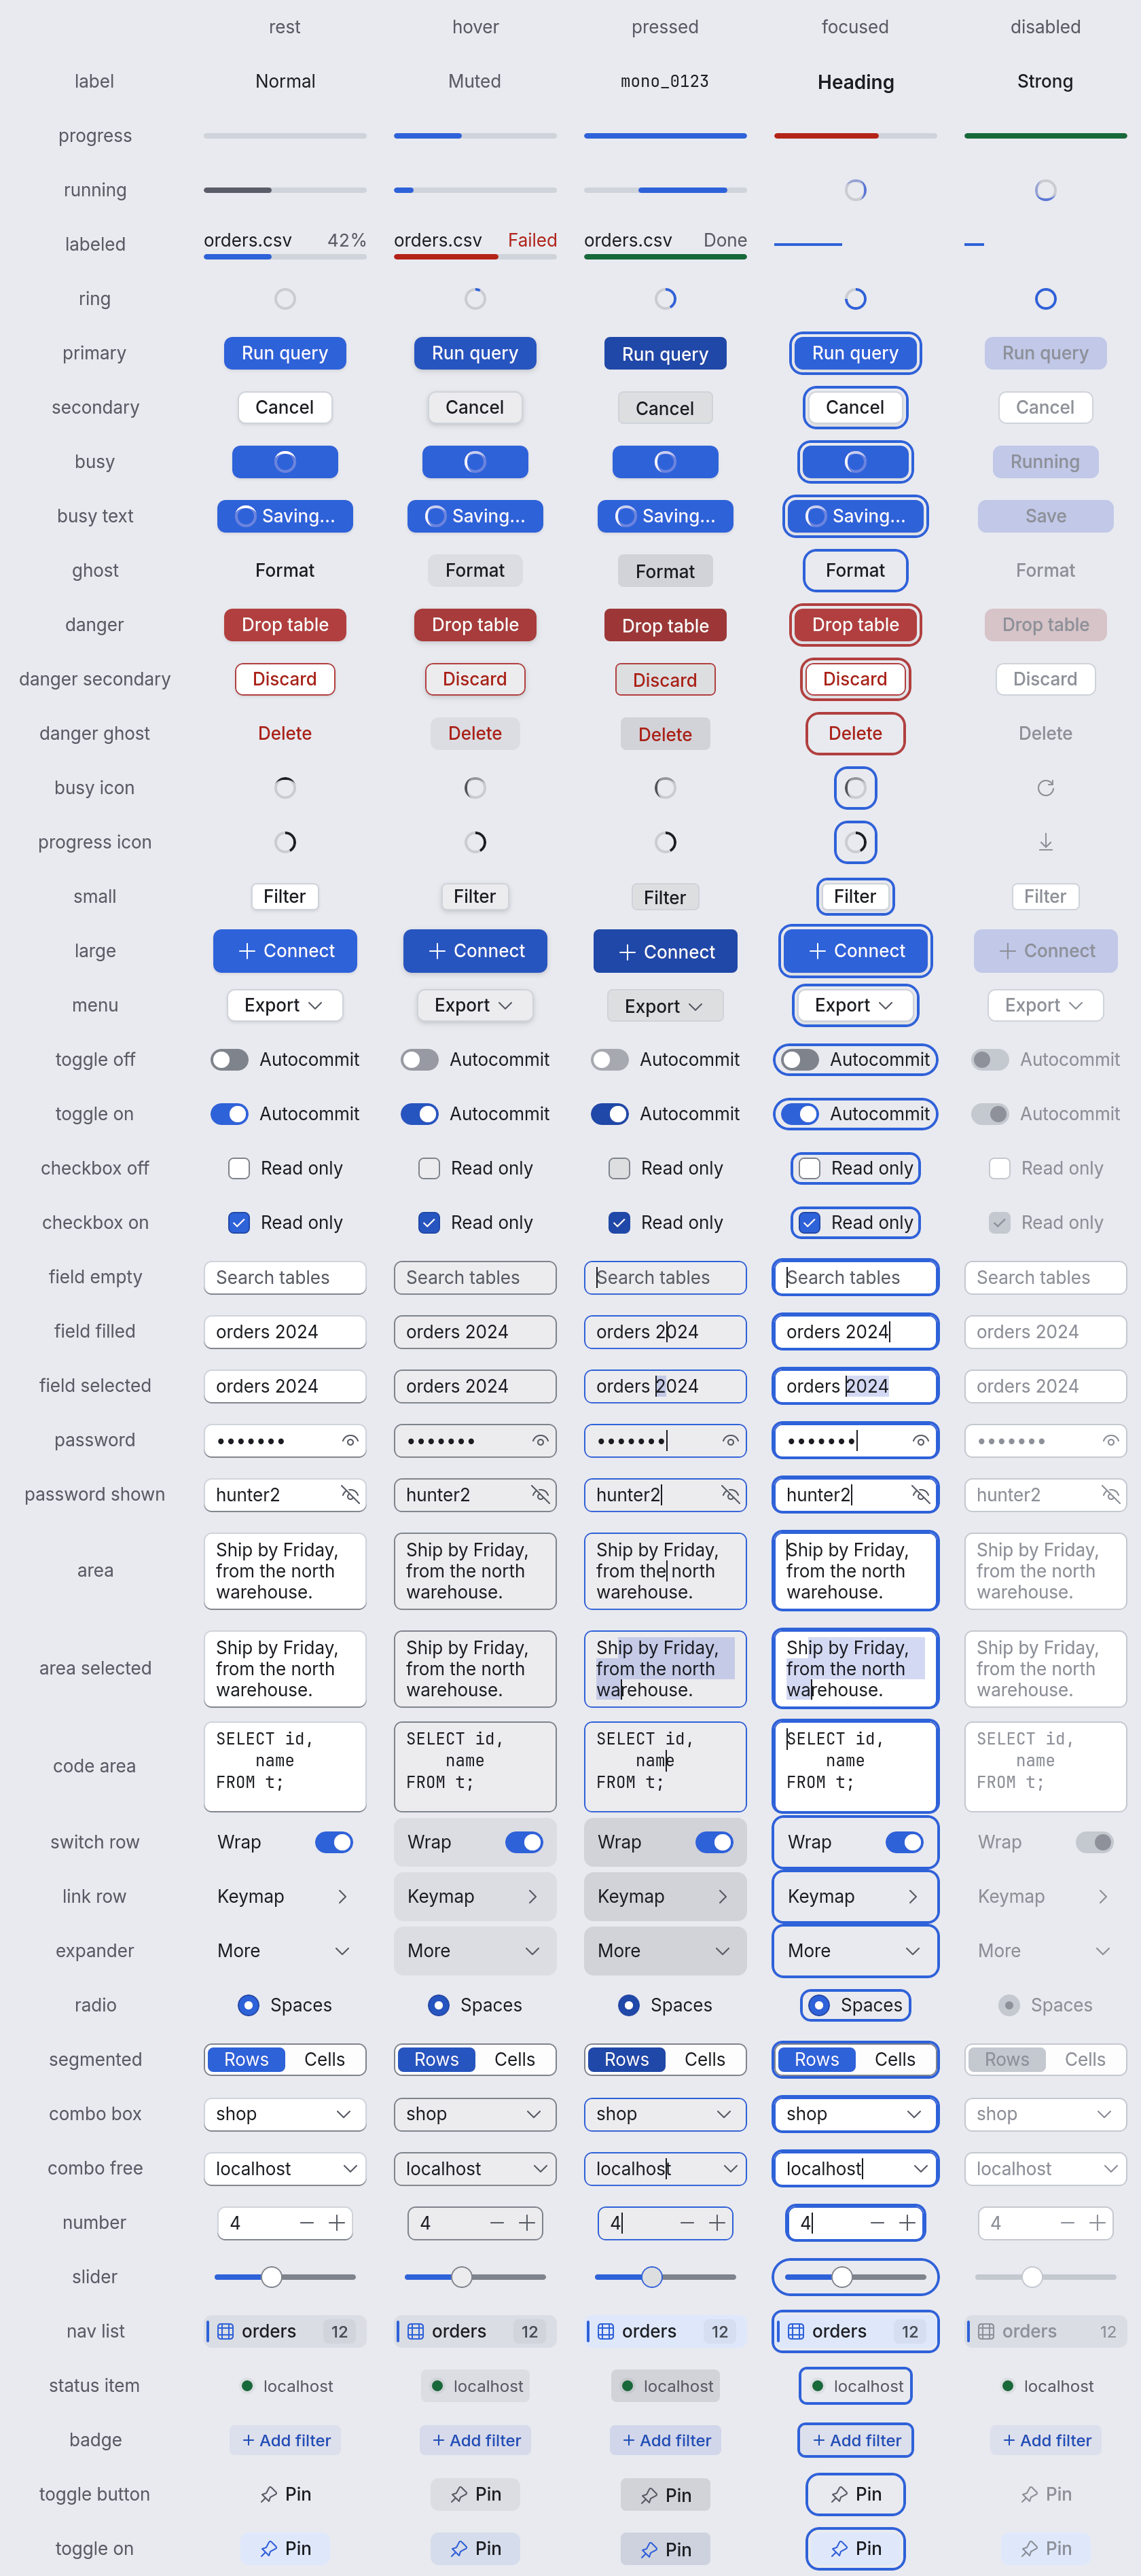 rest hover pressed focused disabled
label Normal Muted mono_0123 Heading Strong
progress
running
labeled orders.csv 42% orders.csv Failed orders.csv Done
ring
primary Run query Run query Run query Run query Run query
secondary Cancel Cancel Cancel Cancel Cancel
busy Running
busy text Saving... Saving... Saving... Saving... Save
ghost Format Format Format Format Format
danger Drop table Drop table Drop table Drop table Drop table
danger secondary Discard Discard Discard Discard Discard
danger ghost Delete Delete Delete Delete Delete
busy icon
progress icon
small Filter Filter Filter Filter Filter
large + Connect + Connect + Connect + Connect + Connect
menu Export Export Export Export Export
toggle off Autocommit Autocommit Autocommit Autocommit Autocommit
toggle on Autocommit Autocommit Autocommit Autocommit Autocommit
checkbox off Read only Read only Read only Read only Read only
checkbox on Read only Read only Read only Read only Read only
field empty Search tables Search tables Search tables Search tables Search tables
field filled orders 2024 orders 2024 orders 2024 orders 2024 orders 2024
field selected orders 2024 orders 2024 orders 2024 orders 2024 orders 2024
password ••••••• ••••••• ••••••• ••••••• •••••••
password shown hunter2 hunter2 hunter2 hunter2 hunter2
Ship by Friday, Ship by Friday, Ship by Friday, Ship by Friday, Ship by Friday,
area from the north from the north from the north from the north from the north
warehouse. warehouse. warehouse. warehouse. warehouse.
Ship by Friday, Ship by Friday, Ship by Friday, Ship by Friday, Ship by Friday,
area selected from the north from the north from the north from the north from the north
warehouse. warehouse. warehouse. warehouse. warehouse.
SELECT id, SELECT id, SELECT id, SELECT id, SELECT id,
code area name name name name name
FROM t; FROM t; FROM t; FROM t; FROM t;
switch row Wrap Wrap Wrap Wrap Wrap
link row Keymap Keymap Keymap Keymap Keymap
expander More More More More More
radio Spaces Spaces Spaces Spaces Spaces
segmented Rows Cells Rows Cells Rows Cells Rows Cells Rows Cells
combo box shop shop shop shop shop
combo free localhost localhost localhost localhost localhost
number 4 − + 4 − + 4 − + 4 − + 4 − +
slider
nav list orders 12 orders 12 orders 12 orders 12 orders 12
status item localhost localhost localhost localhost localhost
badge + Add filter + Add filter + Add filter + Add filter + Add filter
toggle button Pin Pin Pin Pin Pin
toggle on Pin Pin Pin Pin Pin